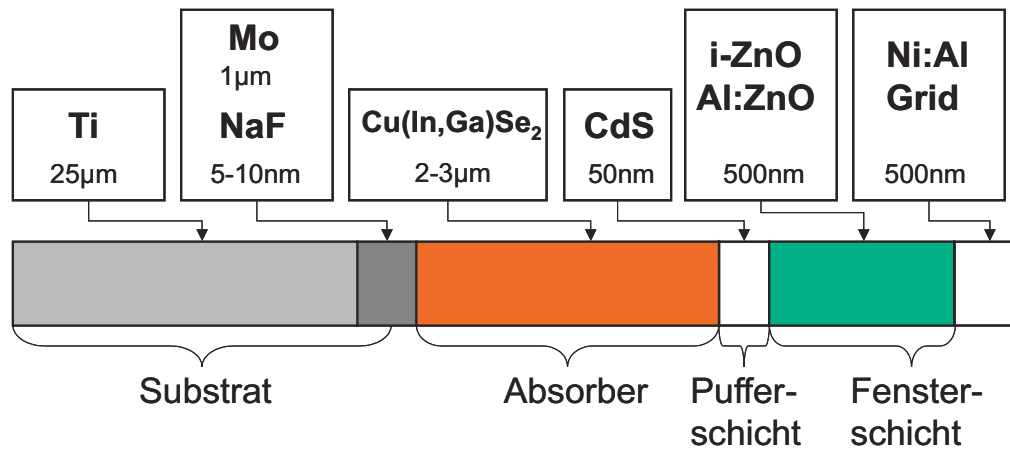 Ti
25µm
Mo
1µm
NaF
5-10nm
Cu(In,Ga)Se₂
2-3µm
CdS
50nm
i-ZnO
Al:ZnO
500nm
Ni:Al
Grid
500nm
Substrat
Absorber
Puffer-
schicht
Fenster-
schicht